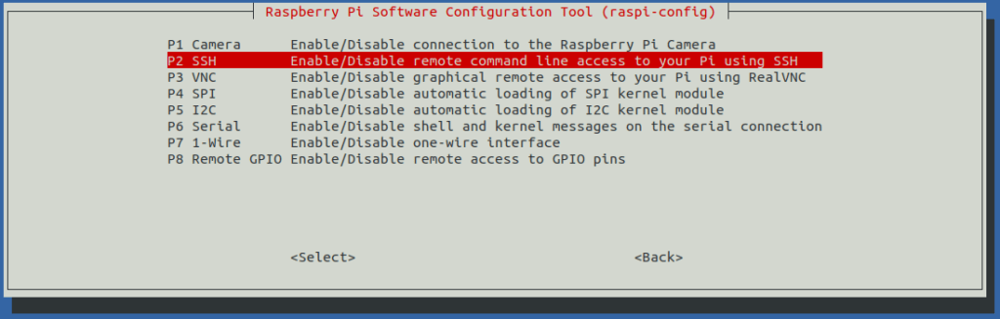 Raspberry Pi Software Configuration Tool (raspi-config)
P1 Camera Enable/Disable connection to the Raspberry Pi Camera
P2 SSH Enable/Disable remote command line access to your Pi using SSH
P3 VNC Enable/Disable graphical remote access to your Pi using RealVNC
P4 SPI Enable/Disable automatic loading of SPI kernel module
P5 I2C Enable/Disable automatic loading of I2C kernel module
P6 Serial Enable/Disable shell and kernel messages on the serial connection
P7 1-Wire Enable/Disable one-wire interface
P8 Remote GPIO Enable/Disable remote access to GPIO pins
<Select> <Back>